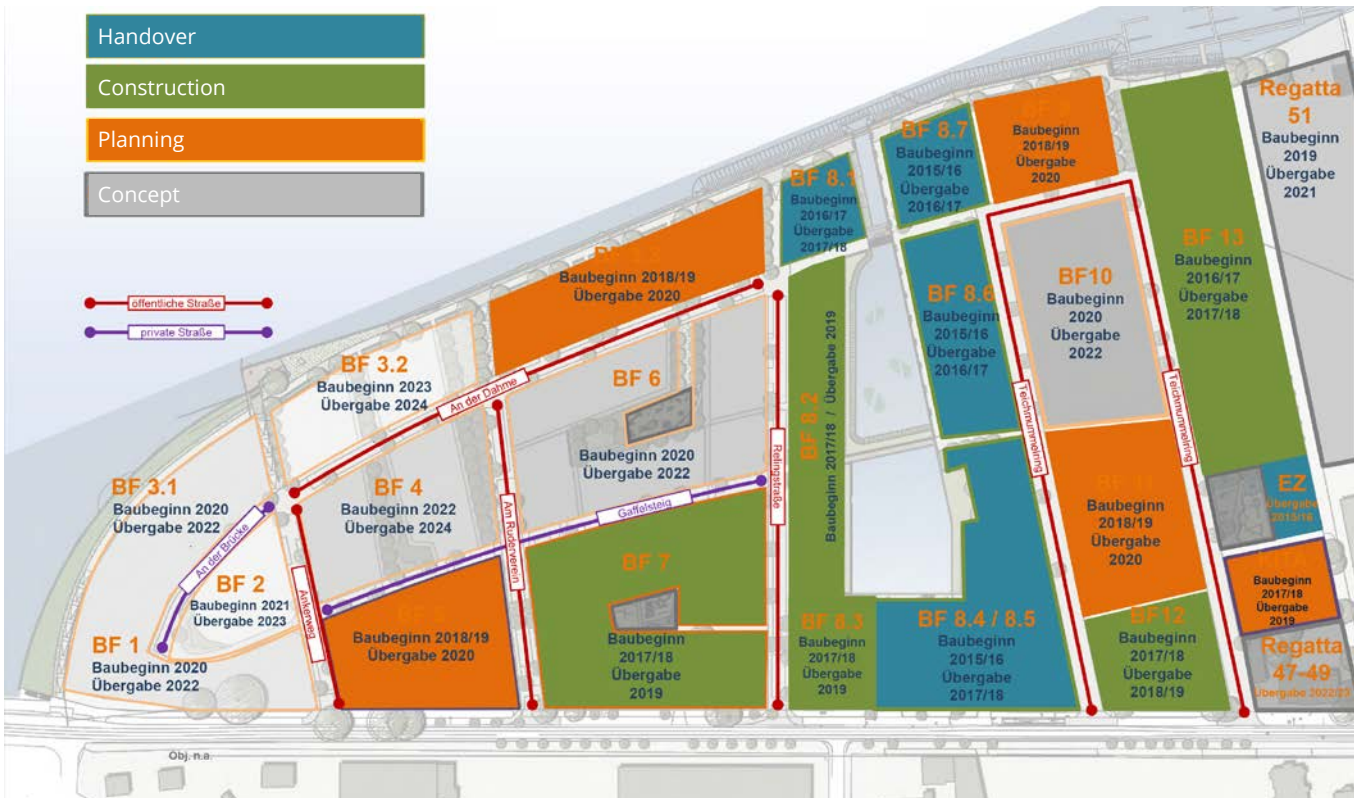 Handover
Construction
Planning
Concept
öffentliche Straße
private Straße
BF 3.1
Baubeginn 2020
Übergabe 2022
BF 3.2
Baubeginn 2023
Übergabe 2024
An der Dahme
An der Brücke
BF 2
Baubeginn 2021
Übergabe 2023
BF 1
Baubeginn 2020
Übergabe 2022
Ankerweg
BF 4
Baubeginn 2022
Übergabe 2024
Baubeginn 2018/19
Übergabe 2020
Am Ruderverein
Baubeginn 2018/19
Übergabe 2020
BF 6
Baubeginn 2020
Übergabe 2022
Gaffelsteig
BF 7
Baubeginn
2017/18
Übergabe
2019
Relingstraße
BF 8.1
Baubeginn
2016/17
Übergabe
2017/18
BF 8.2
Baubeginn 2017/18 / Übergabe 2019
BF 8.3
Baubeginn
2017/18
Übergabe
2019
BF 8.7
Baubeginn
2015/16
Übergabe
2016/17
BF 8.6
Baubeginn
2015/16
Übergabe
2016/17
BF 8.4 / 8.5
Baubeginn
2015/16
Übergabe
2017/18
Baubeginn
2018/19
Übergabe
2020
Teichmummelring
BF10
Baubeginn
2020
Übergabe
2022
Baubeginn
2018/19
Übergabe
2020
BF12
Baubeginn
2017/18
Übergabe
2018/19
Teichmummelring
BF 13
Baubeginn
2016/17
Übergabe
2017/18
Regatta
51
Baubeginn
2019
Übergabe
2021
EZ
Übergabe
2015/16
Baubeginn
2017/18
Übergabe
2019
Regatta
47-49
Übergabe 2022/23
Obj. n.a.